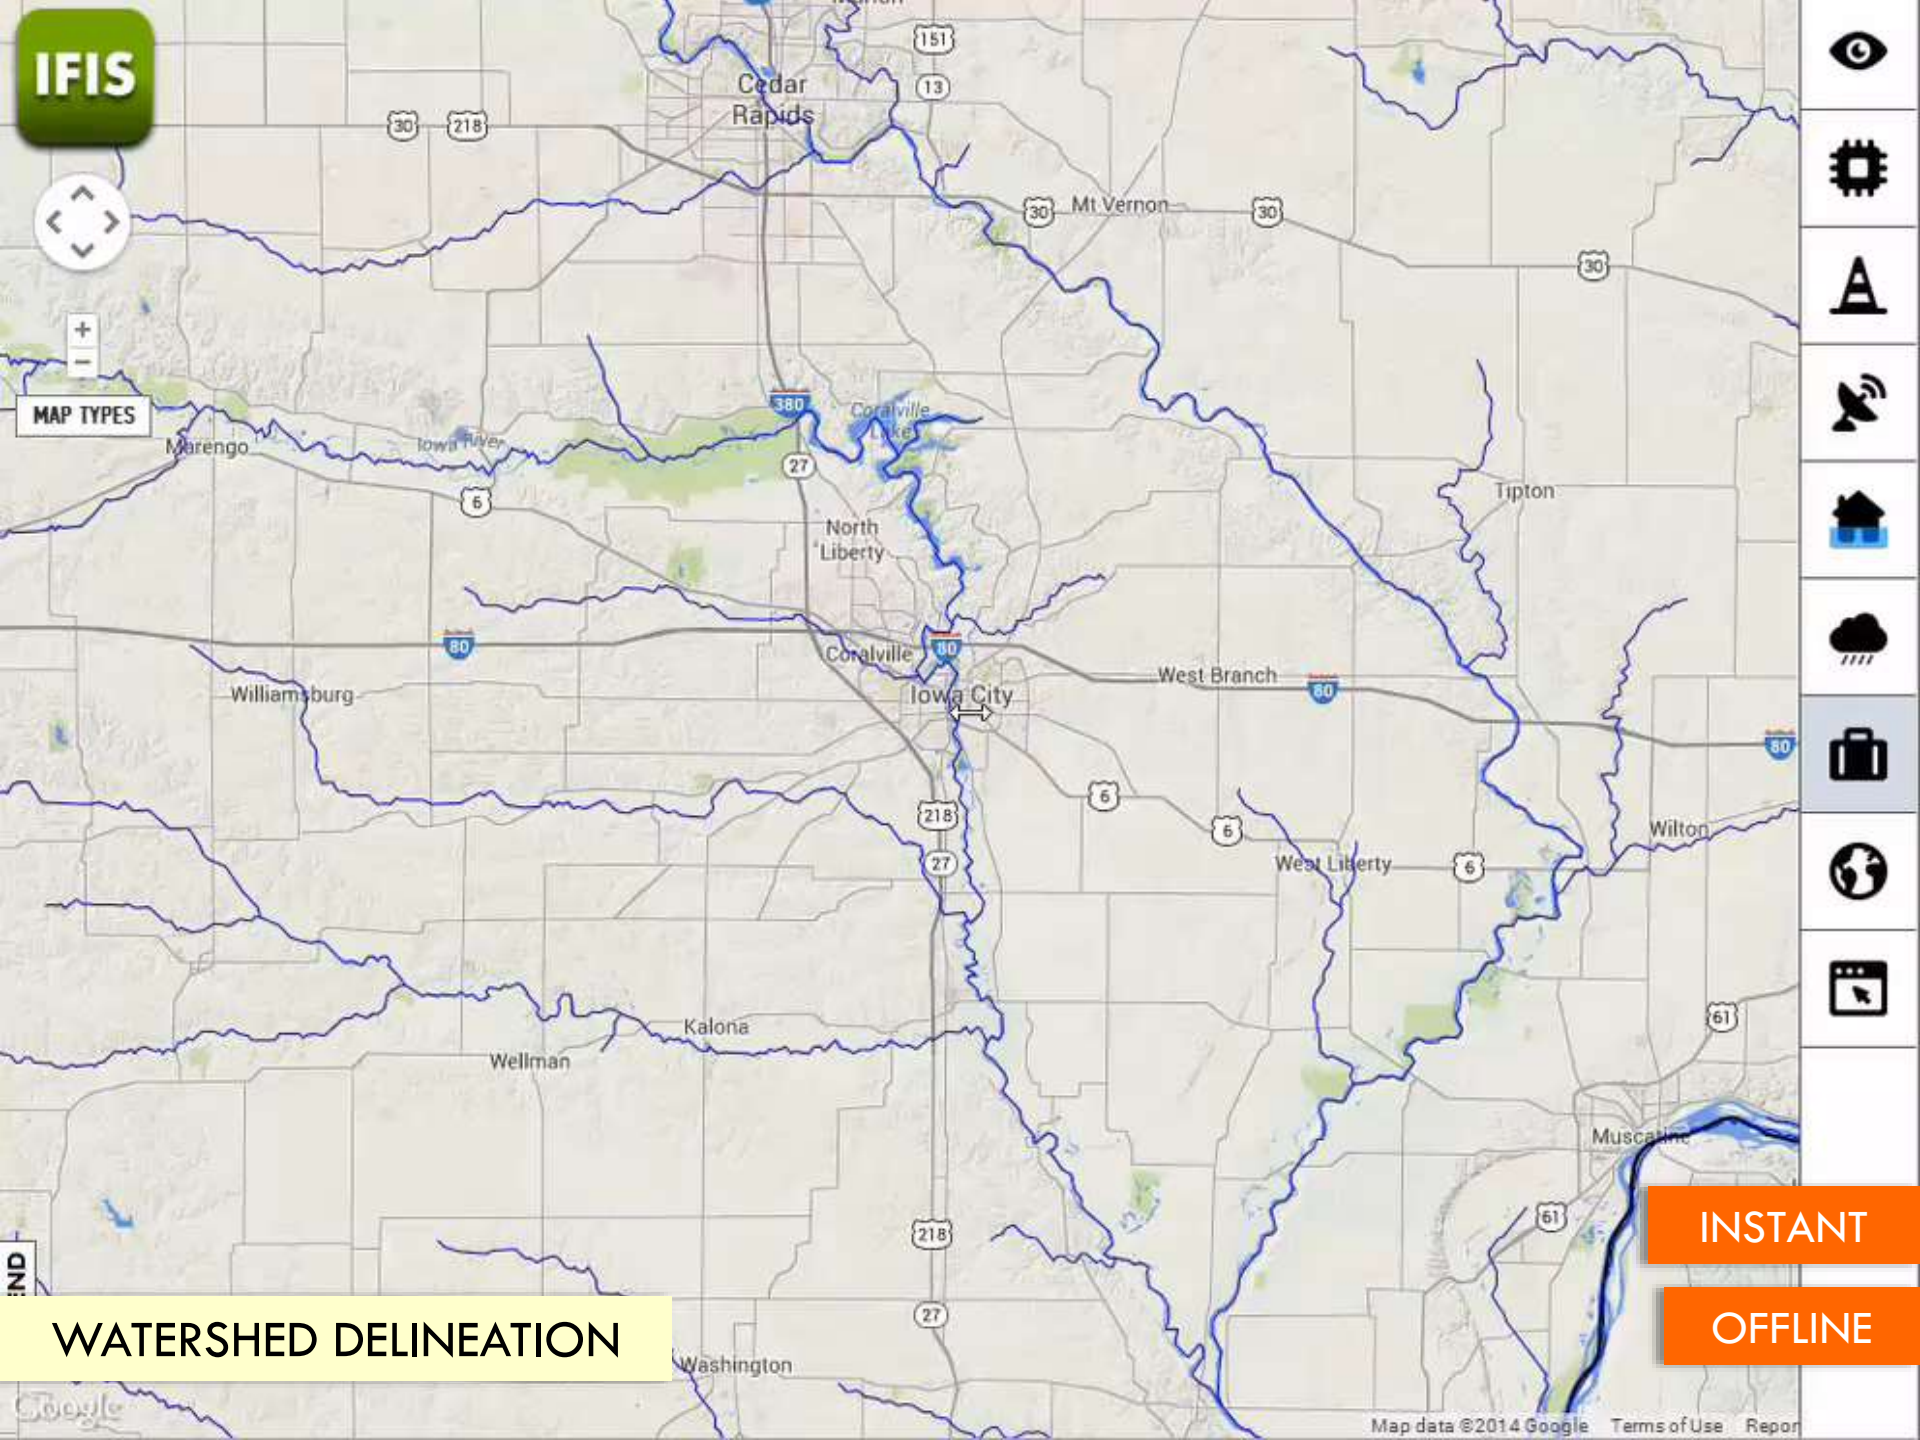 IFIS
151
Cedar
Rapids
13
30
218
30
Mt Vernon
30
30
+
−
MAP TYPES
380
Coralville
Lake
Marengo
Iowa River
27
6
Tipton
North
Liberty
80
Coralville
80
West Branch
80
Williamsburg
Iowa City
80
6
218
6
Wilton
27
West Liberty
6
61
Kalona
Wellman
Muscatine
61
INSTANT
218
END
27
OFFLINE
WATERSHED DELINEATION
Washington
Google
Map data ©2014 Google
Terms of Use
Repor